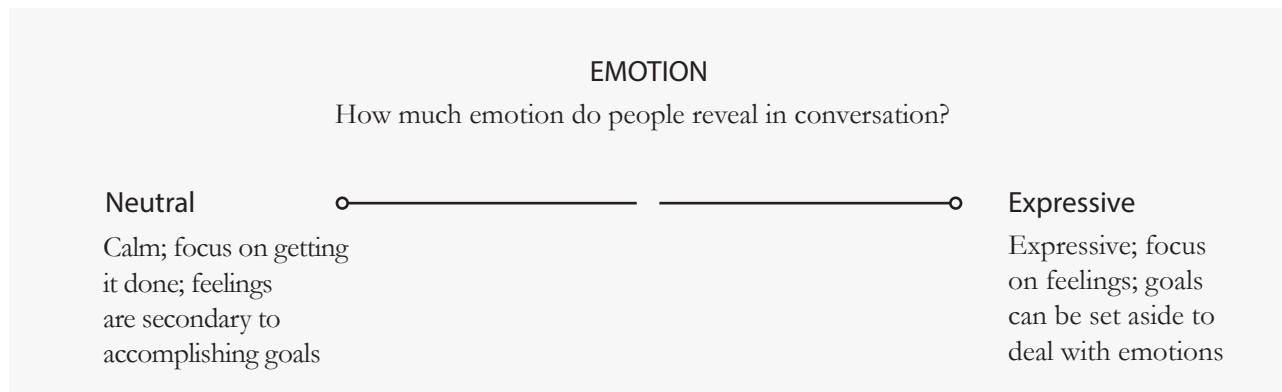 EMOTION
How much emotion do people reveal in conversation?
Neutral
Calm; focus on getting
it done; feelings
are secondary to
accomplishing goals
Expressive
Expressive; focus
on feelings; goals
can be set aside to
deal with emotions